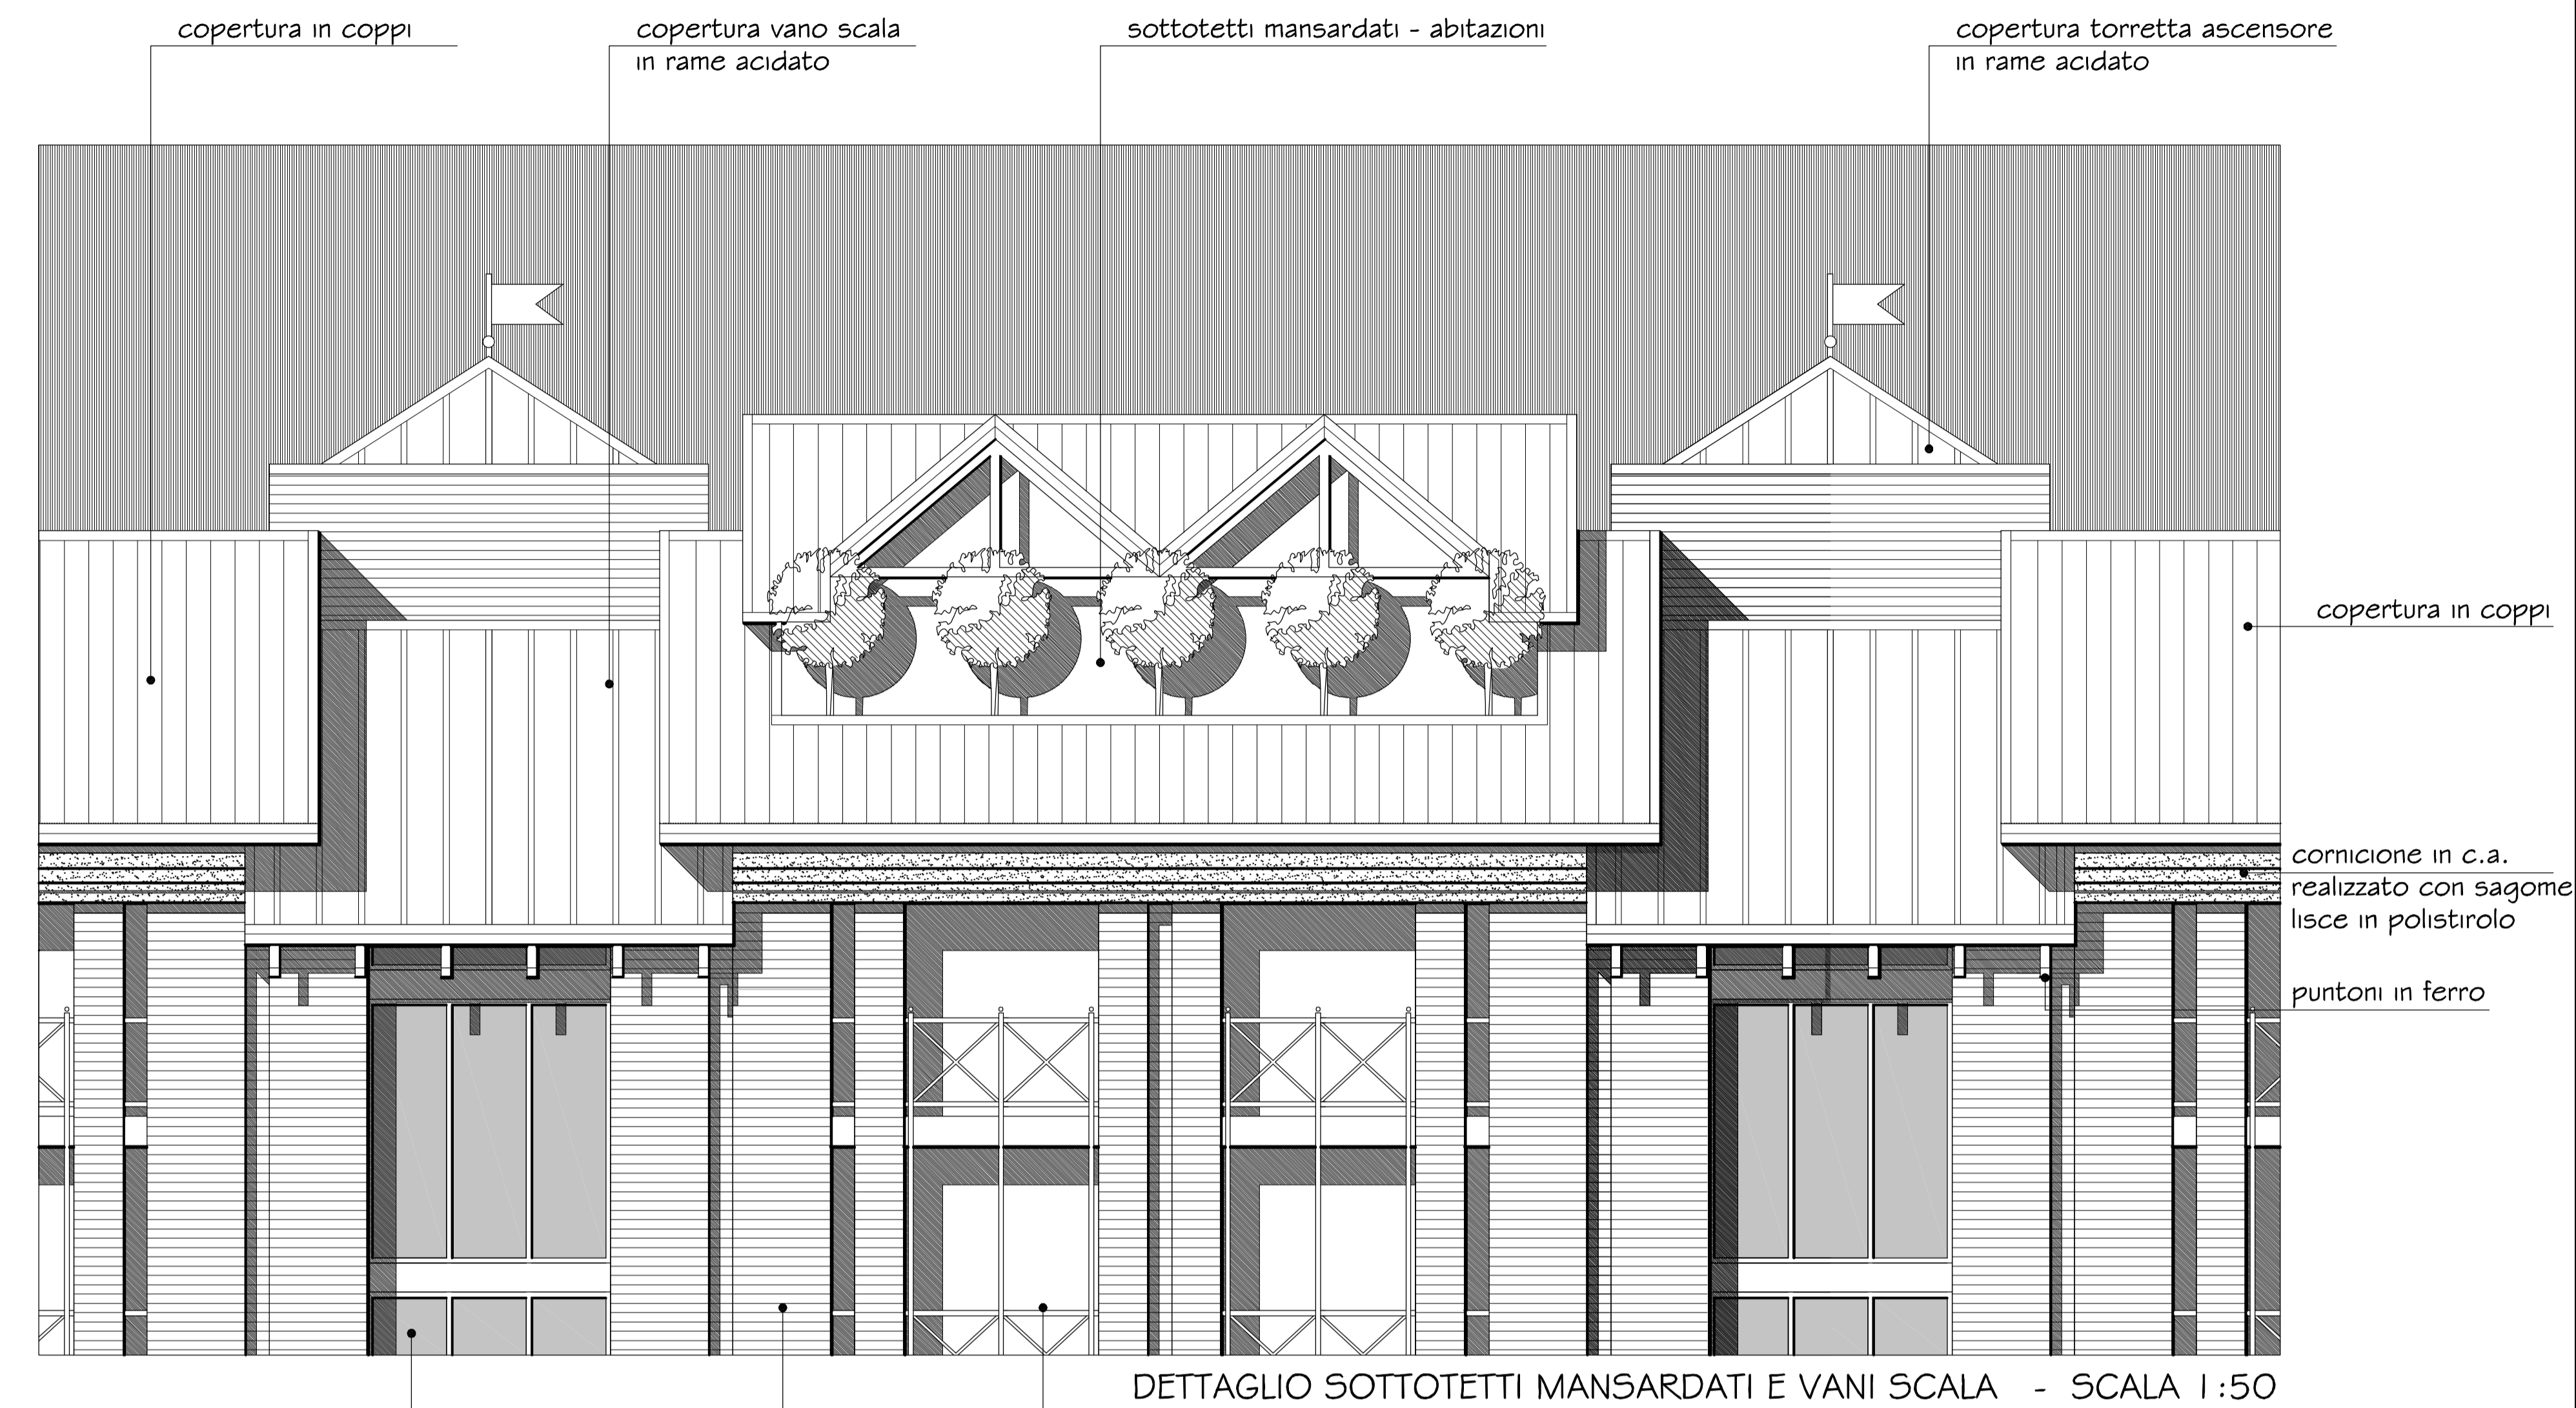 copertura in coppi
copertura vano scala
in rame acidato
sottotetti mansardati - abitazioni
copertura torretta ascensore
in rame acidato
copertura in coppi
cornicione in c.a.
realizzato con sagome
lisce in polistirolo
puntoni in ferro
DETTAGLIO SOTTOTETTI MANSARDATI E VANI SCALA - SCALA 1:50